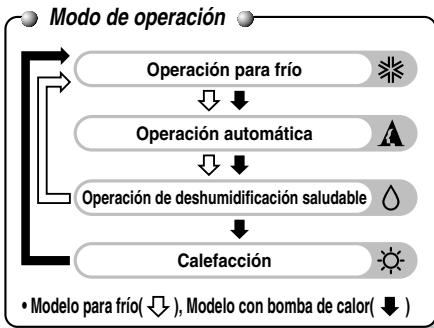 Modo de operación
Operación para frío
Operación automática
Operación de deshumidificación saludable
Calefacción
• Modelo para frío( ), Modelo con bomba de calor( )